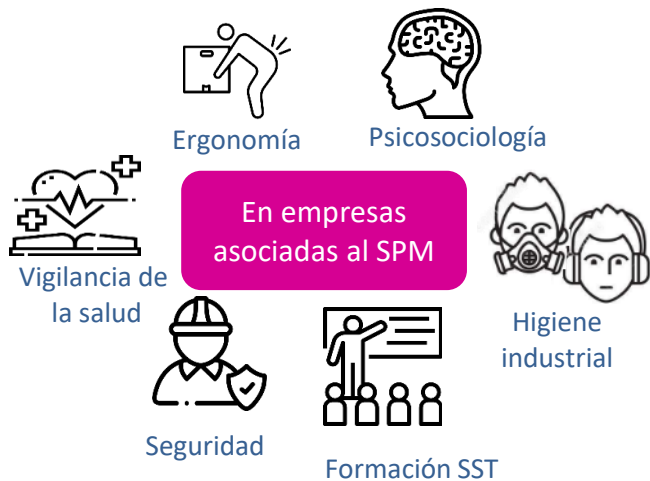 Ergonomía
Psicosociología
En empresas
asociadas al SPM
Vigilancia de
la salud
Higiene
industrial
Seguridad
Formación SST